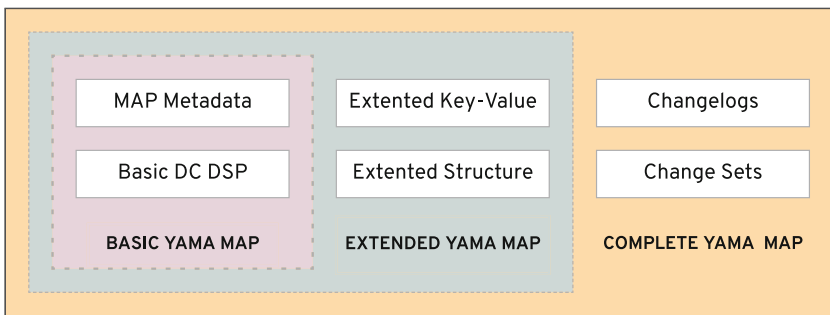 MAP Metadata
Basic DC DSP
BASIC YAMA MAP
Extented Key-Value
Extented Structure
EXTENDED YAMA MAP
Changelogs
Change Sets
COMPLETE YAMA MAP